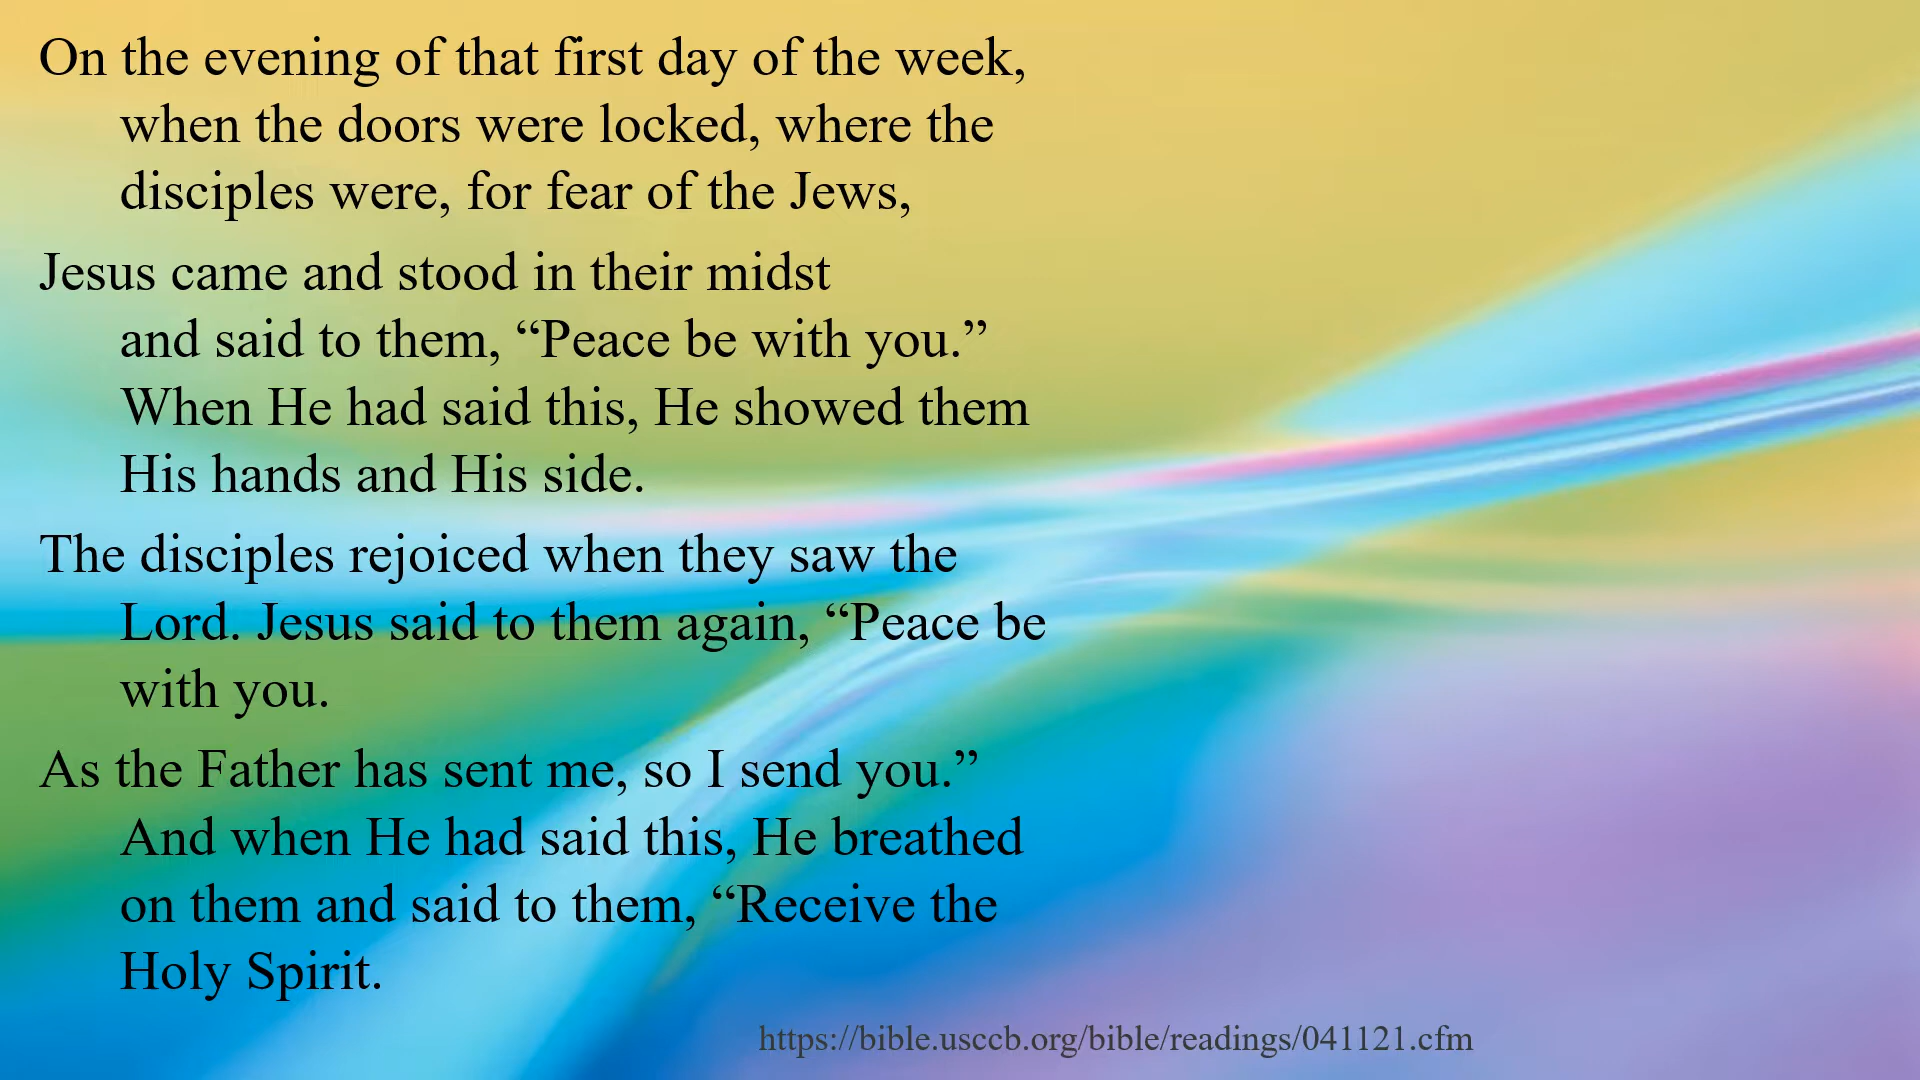 On the evening of that first day of the week,
when the doors were locked, where the
disciples were, for fear of the Jews,
Jesus came and stood in their midst
and said to them, “Peace be with you.”
When He had said this, He showed them
His hands and His side.
The disciples rejoiced when they saw the
Lord. Jesus said to them again, “Peace be
with you.
As the Father has sent me, so I send you.”
And when He had said this, He breathed
on them and said to them, “Receive the
Holy Spirit.
https://bible.usccb.org/bible/readings/041121.cfm